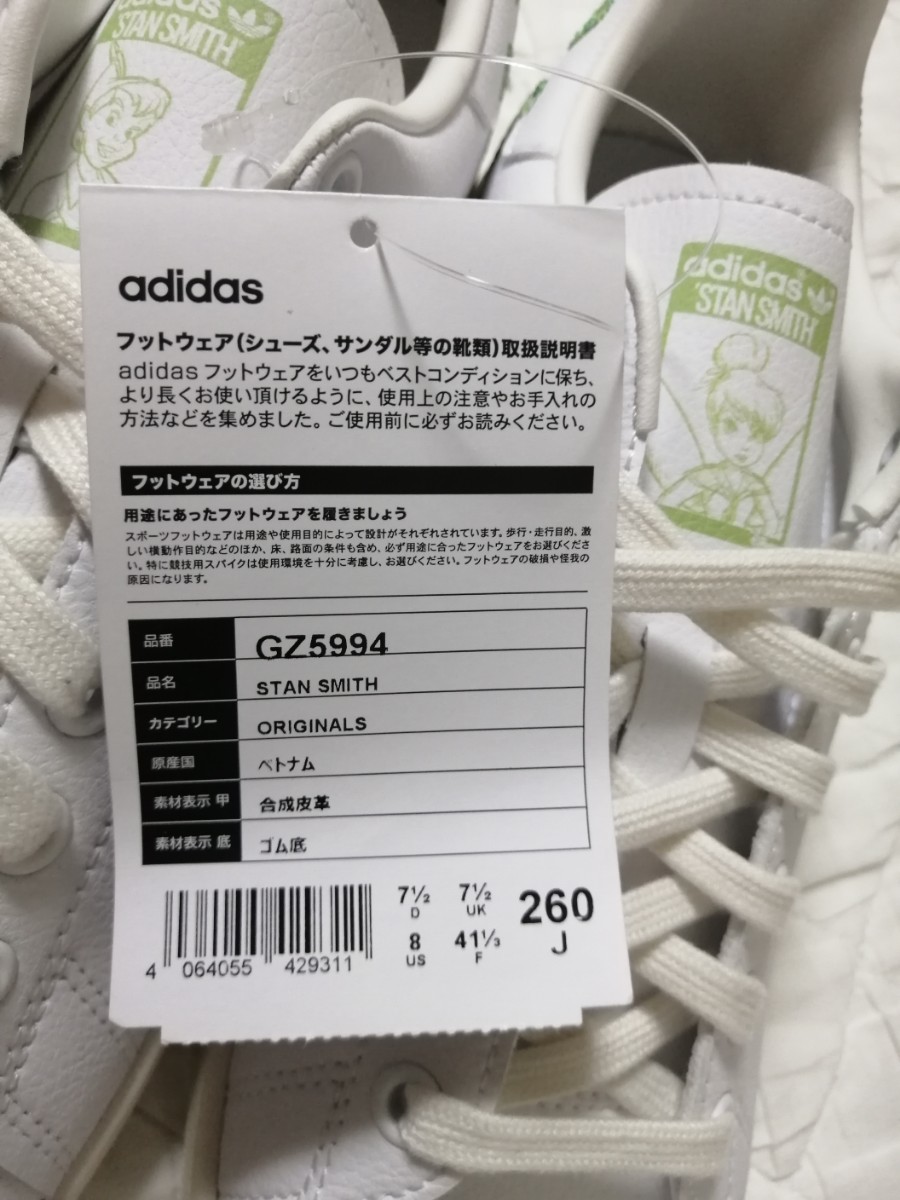 adidas
STAN SMITH
adidas
STAN SMITH
adidas
フットウェア(シューズ、サンダル等の靴類)取扱説明書
adidas フットウェアをいつもベストコンディションに保ち、
より長くお使い頂けるように、使用上の注意やお手入れの
方法などを集めました。ご使用前に必ずお読みください。
フットウェアの選び方
用途にあったフットウェアを履きましょう
スポーツフットウェアは用途や使用目的によって設計がそれぞれされています。歩行・走行目的、激
しい横動作目的などのほか、床、路面の条件も含め、必ず用途に合ったフットウェアをお選びくださ
い。特に競技用スパイクは使用環境を十分に考慮し、お選びください。フットウェアの破損や怪我の
原因になります。
品番 GZ5994
品名 STAN SMITH
カテゴリー ORIGINALS
原産国 ベトナム
素材表示 甲 合成皮革
素材表示 底 ゴム底
7½ 7½ 260
D UK J
8 41⅓
US F
4 064055 429311